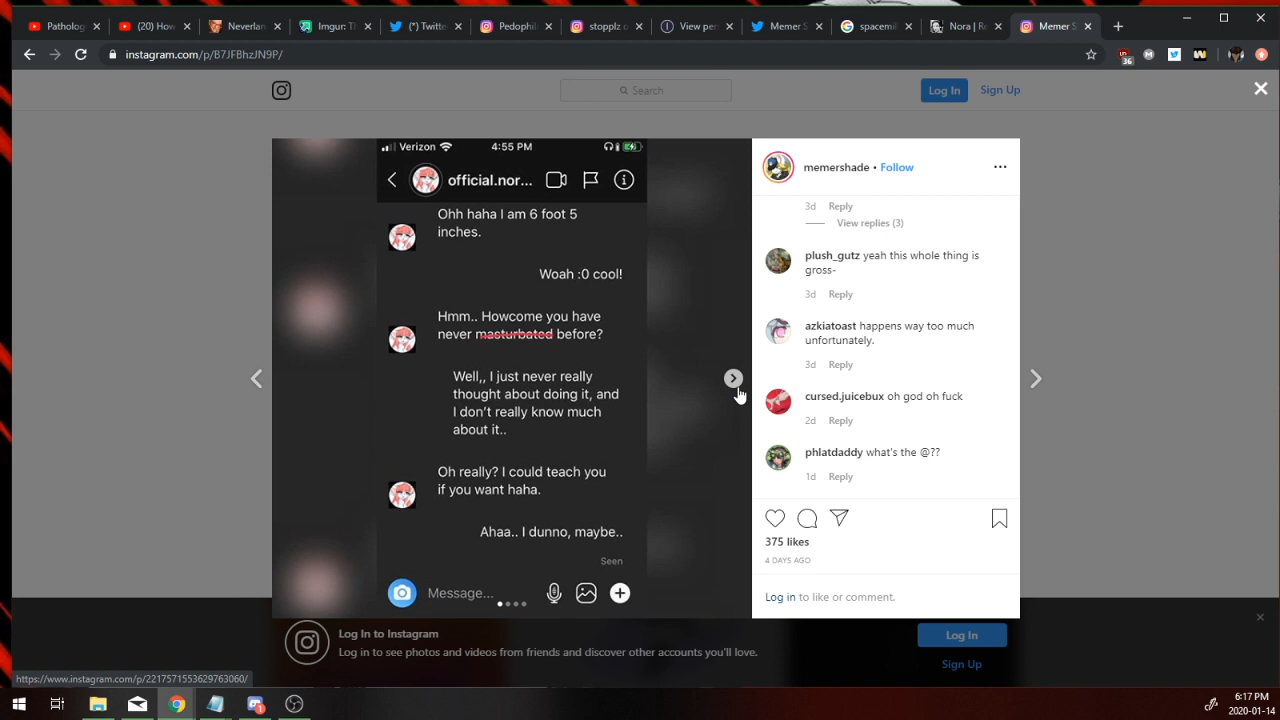 Patholog
(20) How
Neverlan
Imgur: Th
(*) Twitte
Pedophil
stopplz o
View per
Memer S
spacemil
Nora | Re
Memer S
instagram.com/p/B7JFBhzJN9P/
36
Search
Log In
Sign Up
Verizon
4:55 PM
official.nor...
Ohh haha I am 6 foot 5
inches.
Woah :0 cool!
Hmm.. Howcome you have
never masturbated before?
Well,, I just never really
thought about doing it, and
I don't really know much
about it..
Oh really? I could teach you
if you want haha.
Ahaa.. I dunno, maybe..
Seen
Message...
memershade • Follow
3d Reply
View replies (3)
plush_gutz yeah this whole thing is
gross-
3d Reply
azkiatoast happens way too much
unfortunately.
3d Reply
cursed.juicebux oh god oh fuck
2d Reply
phlatdaddy what's the @??
1d Reply
375 likes
4 DAYS AGO
Log in to like or comment.
Log In to Instagram
Log in to see photos and videos from friends and discover other accounts you'll love.
Log In
Sign Up
https://www.instagram.com/p/2217571553629763060/
6:17 PM
2020-01-14